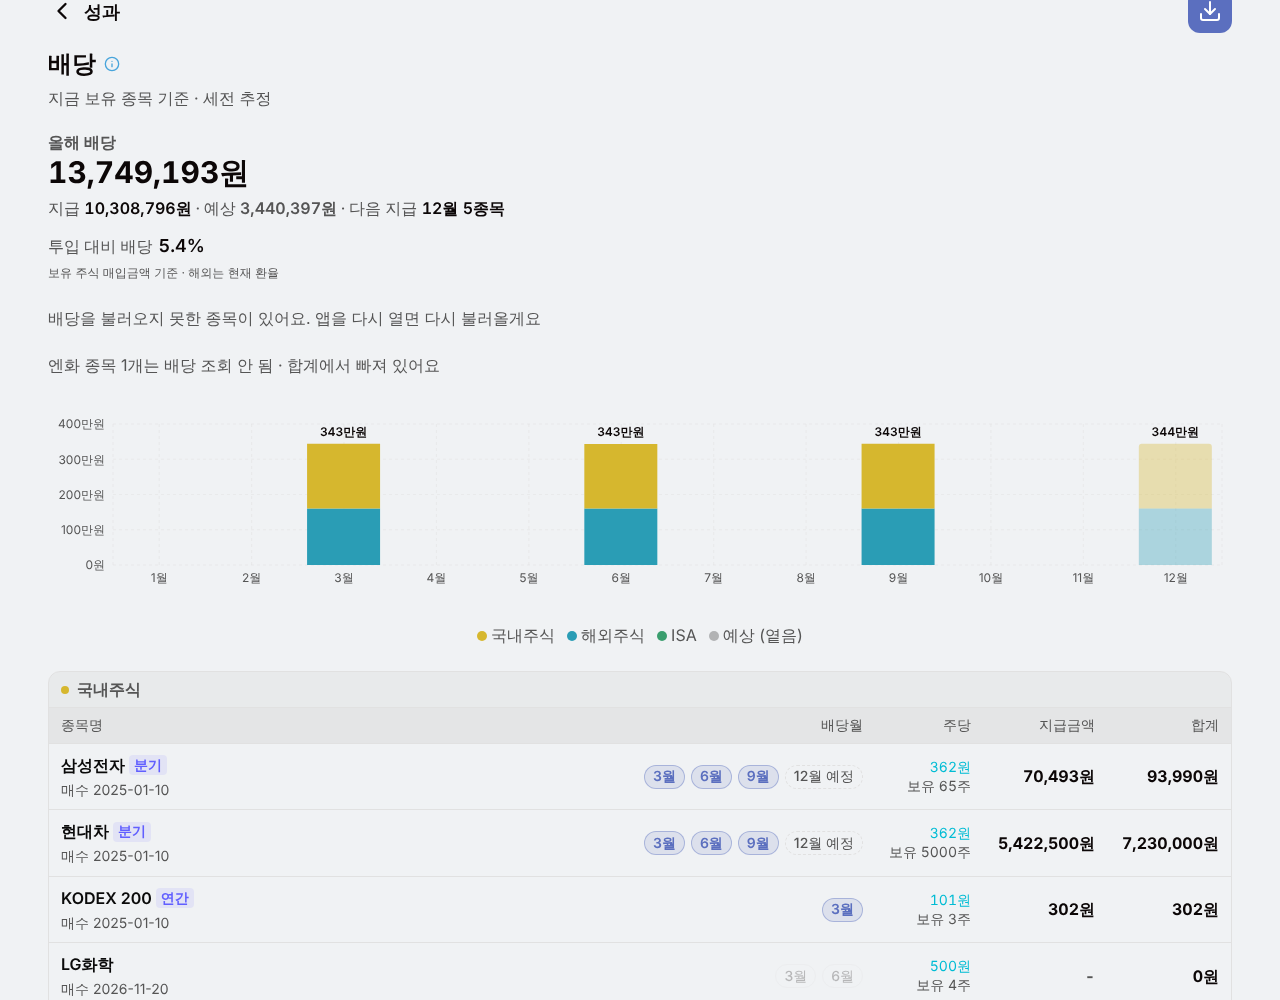 성과
배당
지금 보유 종목 기준 · 세전 추정
올해 배당
13,749,193원
지급 10,308,796원 · 예상 3,440,397원 · 다음 지급 12월 5종목
투입 대비 배당 5.4%
보유 주식 매입금액 기준 · 해외는 현재 환율
배당을 불러오지 못한 종목이 있어요. 앱을 다시 열면 다시 불러올게요
엔화 종목 1개는 배당 조회 안 됨 · 합계에서 빠져 있어요
400만원
300만원
200만원
100만원
0원
343만원 343만원 343만원 344만원
1월 2월 3월 4월 5월 6월 7월 8월 9월 10월 11월 12월
국내주식 해외주식 ISA 예상 (옅음)
국내주식
종목명 배당월 주당 지급금액 합계
삼성전자 분기 3월 6월 9월 12월 예정 362원 70,493원 93,990원
매수 2025-01-10 보유 65주
현대차 분기 3월 6월 9월 12월 예정 362원 5,422,500원 7,230,000원
매수 2025-01-10 보유 5000주
KODEX 200 연간 3월 101원 302원 302원
매수 2025-01-10 보유 3주
LG화학 3월 6월 500원 - 0원
매수 2026-11-20 보유 4주